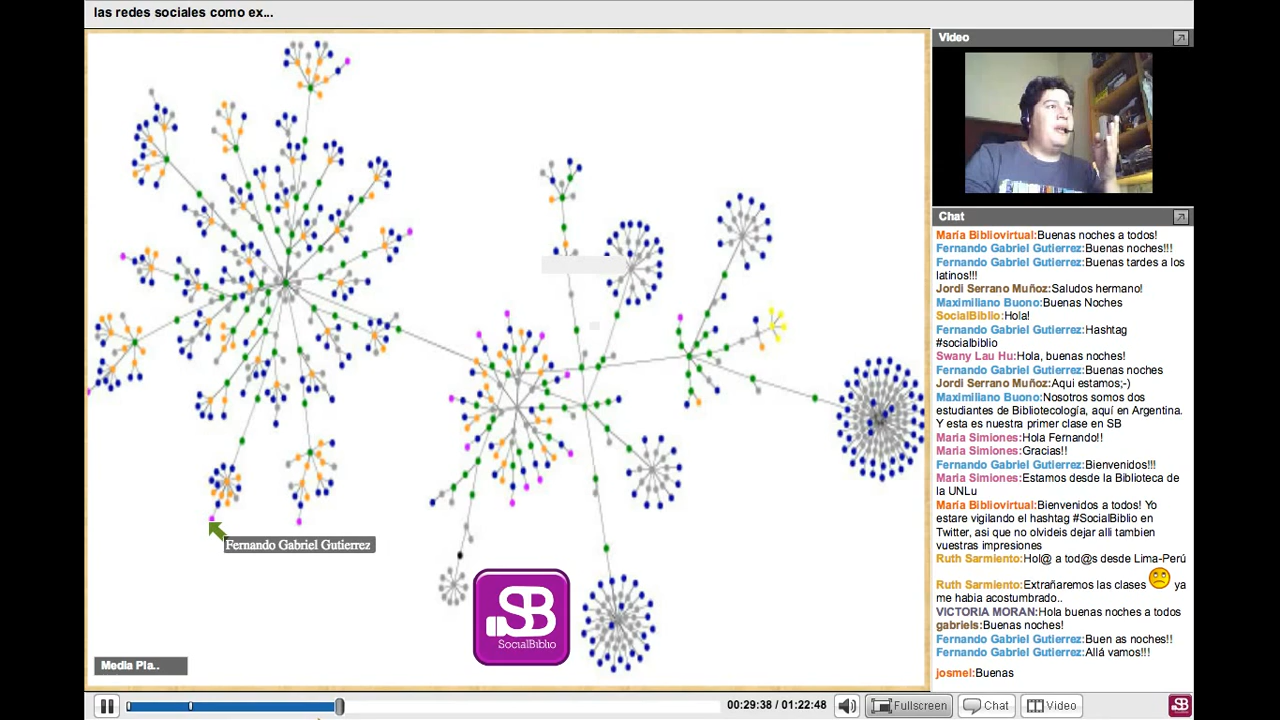 las redes sociales como ex...
Video
Chat
María Bibliovirtual:Buenas noches a todos!
Fernando Gabriel Gutierrez:Buenas noches!!!
Fernando Gabriel Gutierrez:Buenas tardes a los
latinos!!!
Jordi Serrano Muñoz:Saludos hermano!
Maximiliano Buono:Buenas Noches
SocialBiblio:Hola!
Fernando Gabriel Gutierrez:Hashtag
#socialbiblio
Swany Lau Hu:Hola, buenas noches!
Fernando Gabriel Gutierrez:Buenas noches
Jordi Serrano Muñoz:Aqui estamos;-)
Maximiliano Buono:Nosotros somos dos
estudiantes de Bibliotecología, aquí en Argentina.
Y esta es nuestra primer clase en SB
Maria Simiones:Hola Fernando!!
Maria Simiones:Gracias!!
Fernando Gabriel Gutierrez:Bienvenidos!!!
Maria Simiones:Estamos desde la Biblioteca de
la UNLu
María Bibliovirtual:Bienvenidos a todos! Yo
estare vigilando el hashtag #SocialBiblio en
Twitter, asi que no olvideis dejar alli tambien
vuestras impresiones
Ruth Sarmiento:Hol@ a tod@s desde Lima-Perú
Ruth Sarmiento:Extrañaremos las clases ya
me habia acostumbrado..
VICTORIA MORAN:Hola buenas noches a todos
gabriels:Buenas noches!
Fernando Gabriel Gutierrez:Buen as noches!!
Fernando Gabriel Gutierrez:Allá vamos!!!
josmel:Buenas
Fernando Gabriel Gutierrez
SB
SOCIALBIBLIO
Media Pla..
00:29:38 / 01:22:48
Fullscreen
Chat
Video
SB